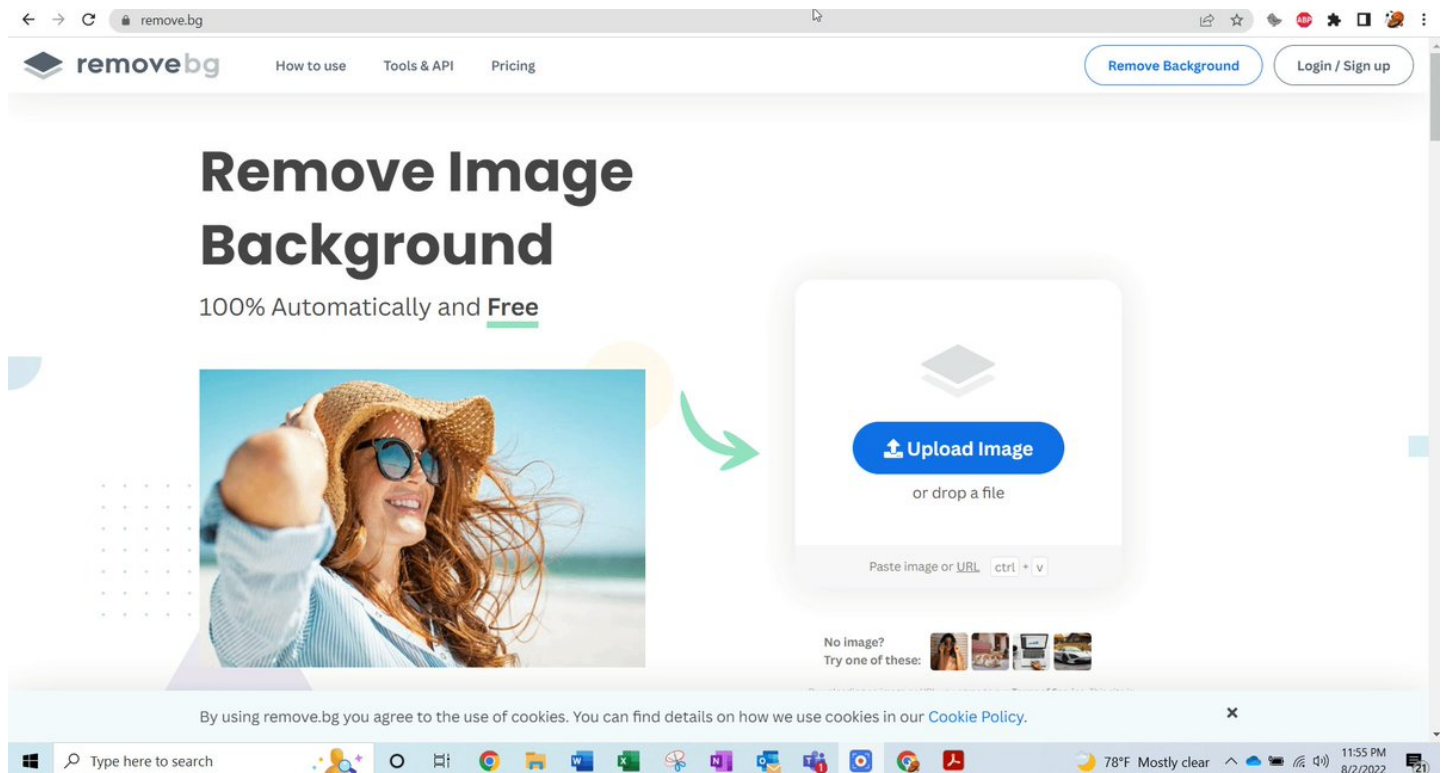 remove.bg
ABP
removebg
How to use
Tools & API
Pricing
Remove Background
Login / Sign up
Remove Image
Background
100% Automatically and Free
Upload Image
or drop a file
Paste image or URL ctrl + v
No image?
Try one of these:
By using remove.bg you agree to the use of cookies. You can find details on how we use cookies in our Cookie Policy.
Type here to search
78°F Mostly clear
11:55 PM
8/2/2022
21